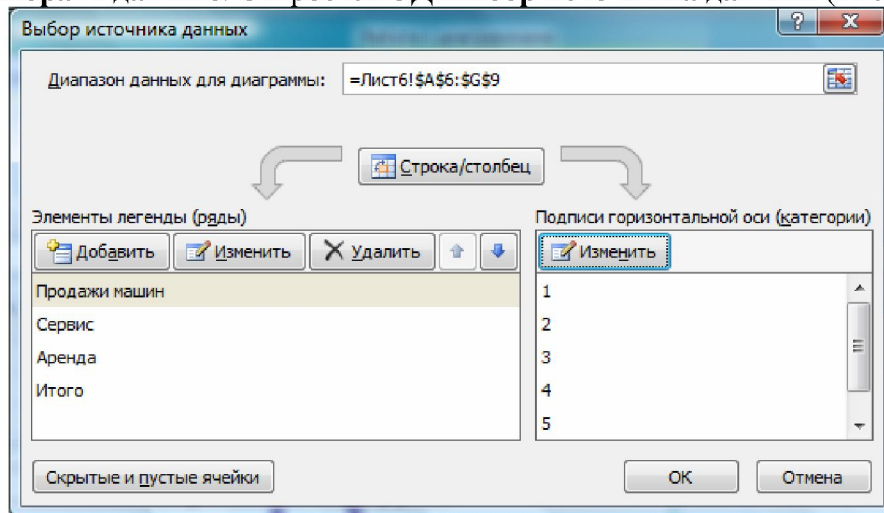 Выбор источника данных
?
X
Диапазон данных для диаграммы:
=Лист6!$A$6:$G$9
Строка/столбец
Элементы легенды (ряды)
Добавить
Изменить
Удалить
Продажи машин
Сервис
Аренда
Итого
Подписи горизонтальной оси (категории)
Изменить
1
2
3
4
5
Скрытые и пустые ячейки
ОК
Отмена